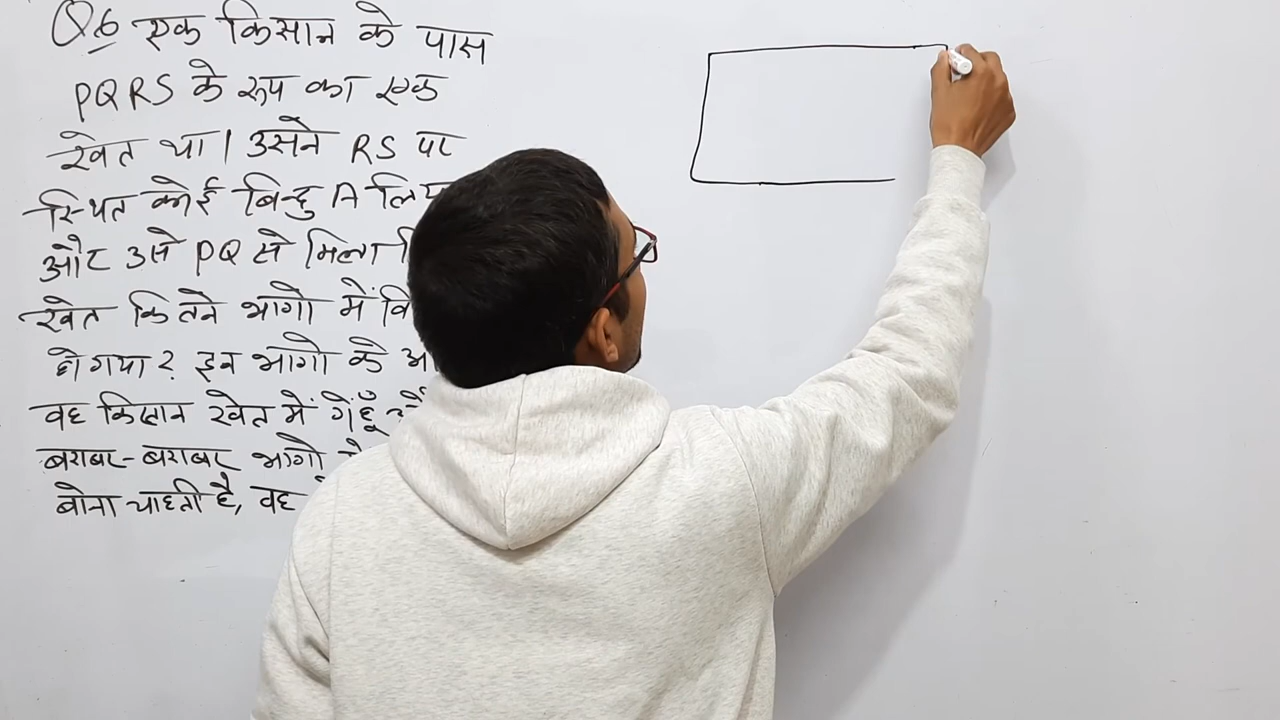 Q6 एक किसान के पास
PQRS के रूप का एक
खेत था। उसने RS पर
स्थित कोई बिन्दु A
और उसे PQ से मिला
खेत कितने भागो में
हो गया? इन भागो के
वह किसान खेत में गेहूँ
बराबर-बराबर भागो
बोना चाहती है, वह